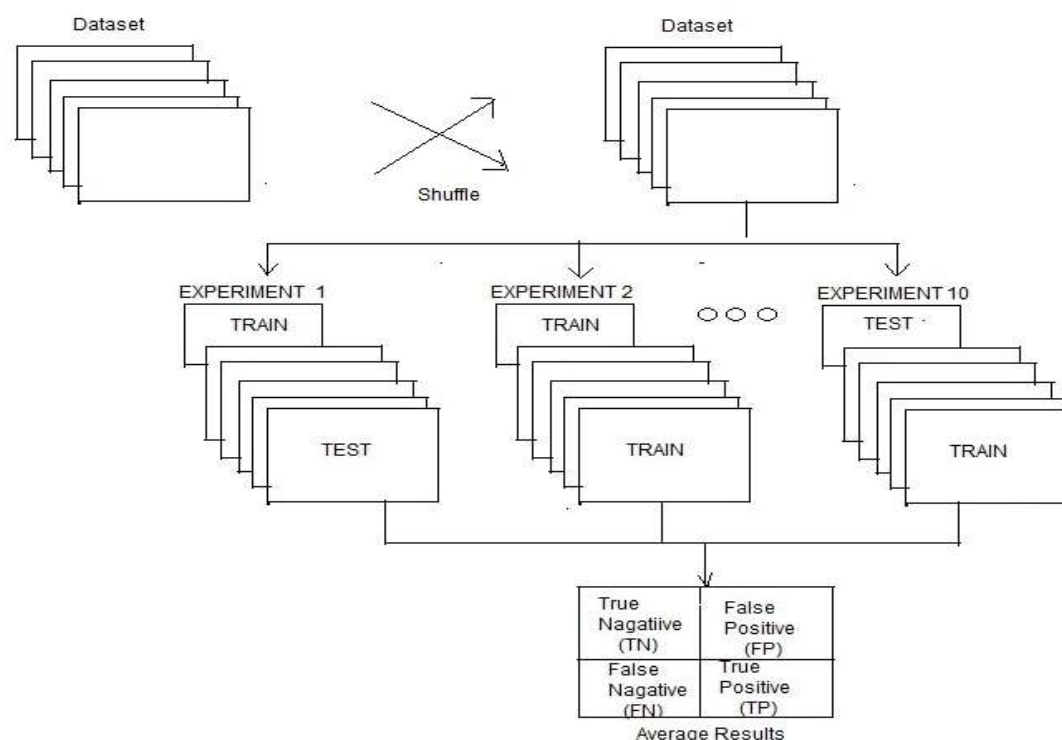 Dataset
Dataset
Shuffle
EXPERIMENT 1
EXPERIMENT 2
EXPERIMENT 10
TRAIN
TRAIN
TEST
TEST
TRAIN
TRAIN
True
Nagatiive
(TN)
False
Positive
(FP)
False
Nagative
(FN)
True
Positive
(TP)
Average Results